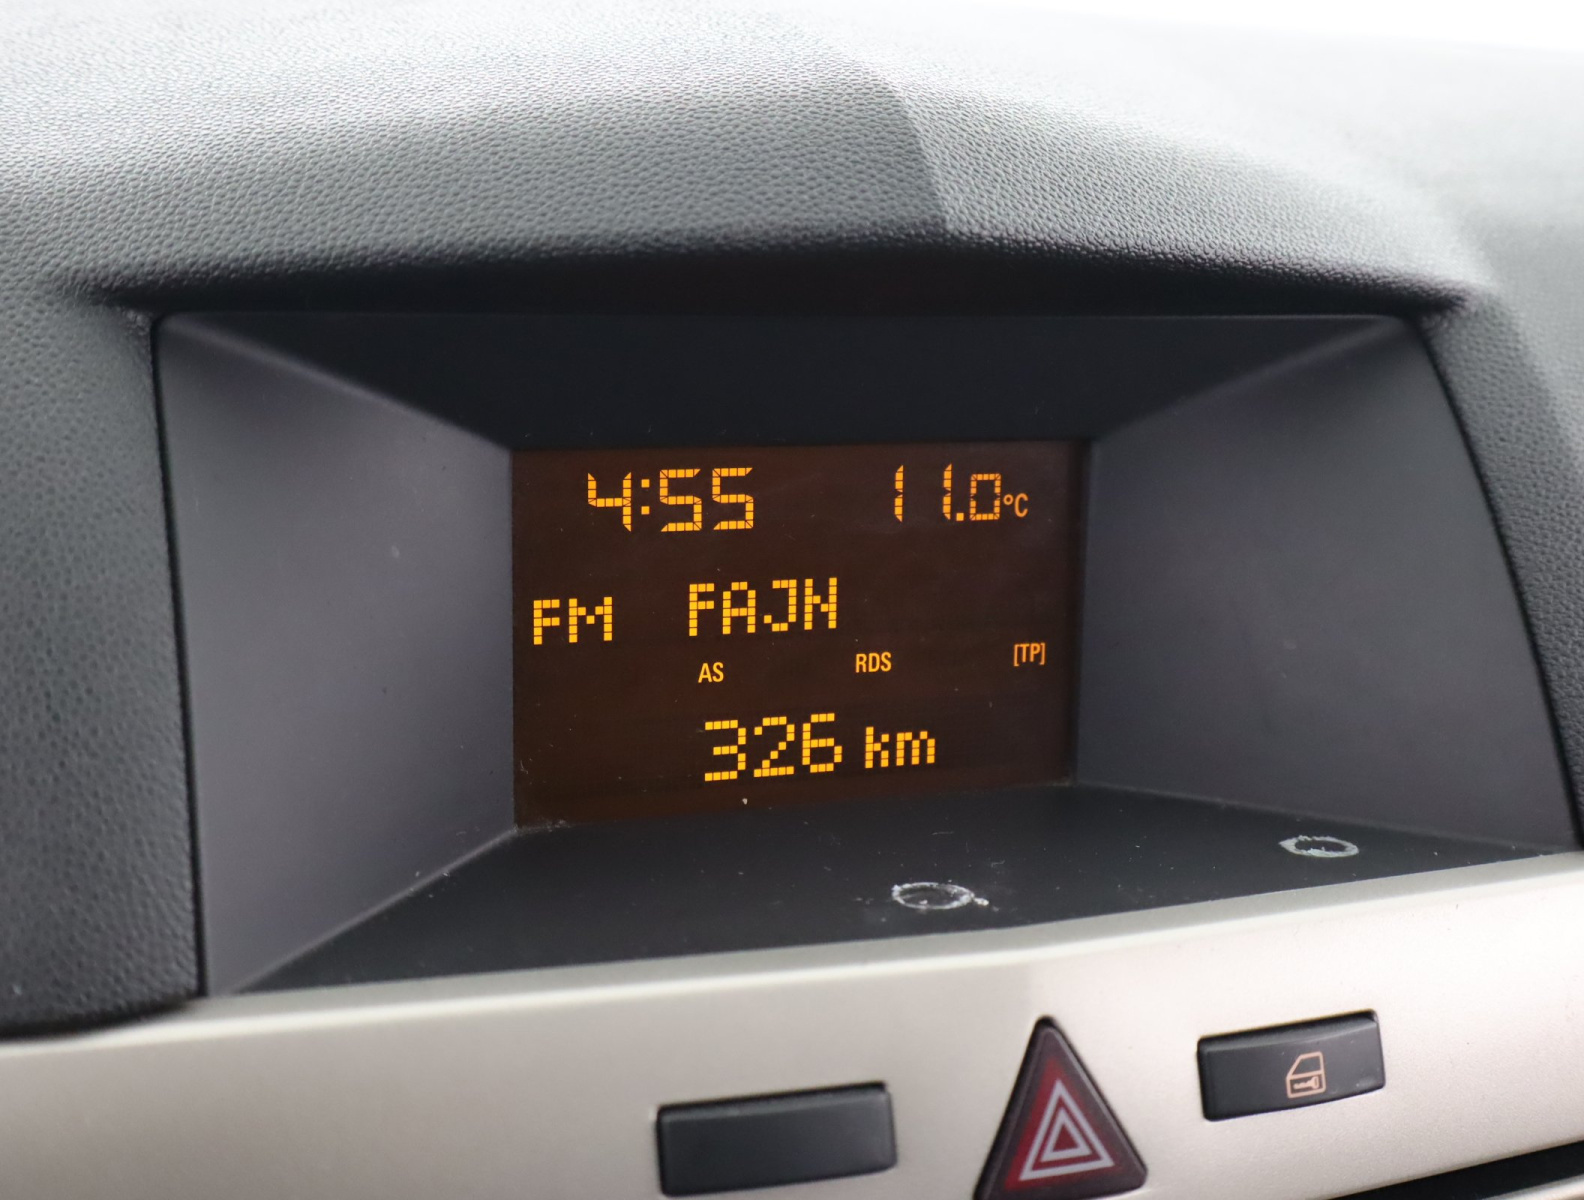 4:55 11.0°C
FM FAJN
AS RDS [TP]
326 km